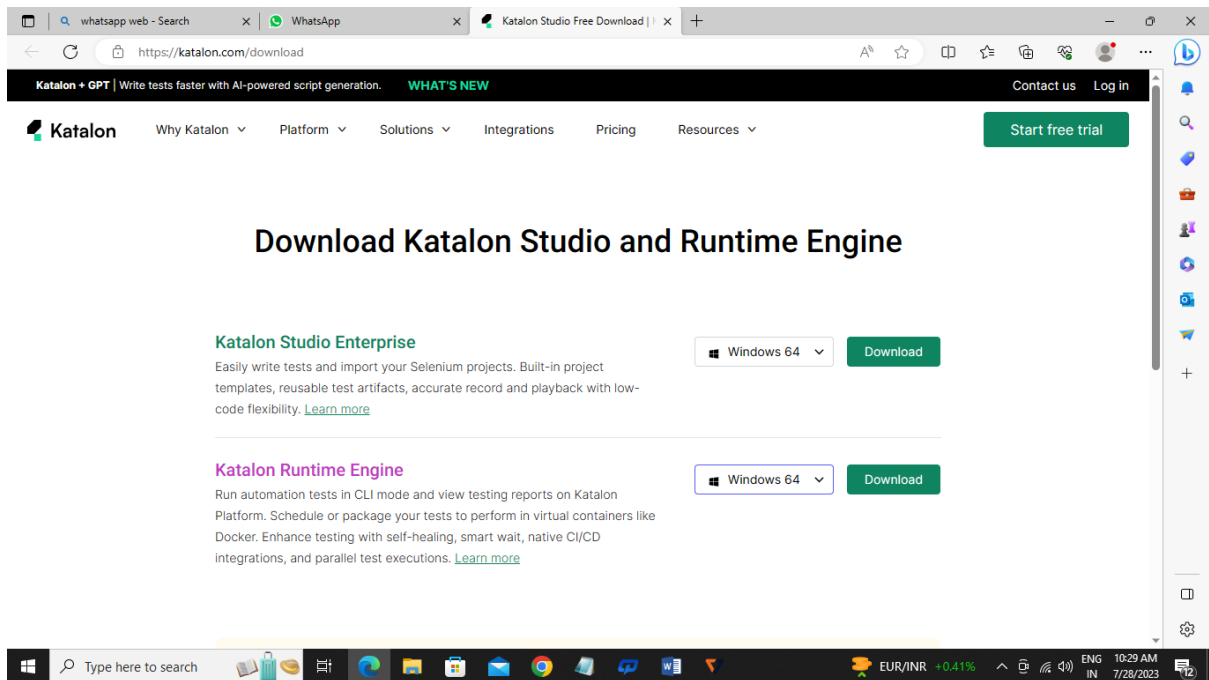 whatsapp web - Search
WhatsApp
Katalon Studio Free Download |
https://katalon.com/download
Katalon + GPT | Write tests faster with AI-powered script generation. WHAT'S NEW
Contact us Log in
Katalon
Why Katalon Platform Solutions Integrations Pricing Resources
Start free trial
Download Katalon Studio and Runtime Engine
Katalon Studio Enterprise
Easily write tests and import your Selenium projects. Built-in project
templates, reusable test artifacts, accurate record and playback with low-
code flexibility. Learn more
Windows 64
Download
Katalon Runtime Engine
Run automation tests in CLI mode and view testing reports on Katalon
Platform. Schedule or package your tests to perform in virtual containers like
Docker. Enhance testing with self-healing, smart wait, native CI/CD
integrations, and parallel test executions. Learn more
Windows 64
Download
Type here to search
EUR/INR +0.41%
ENG
IN
10:29 AM
7/28/2023
12